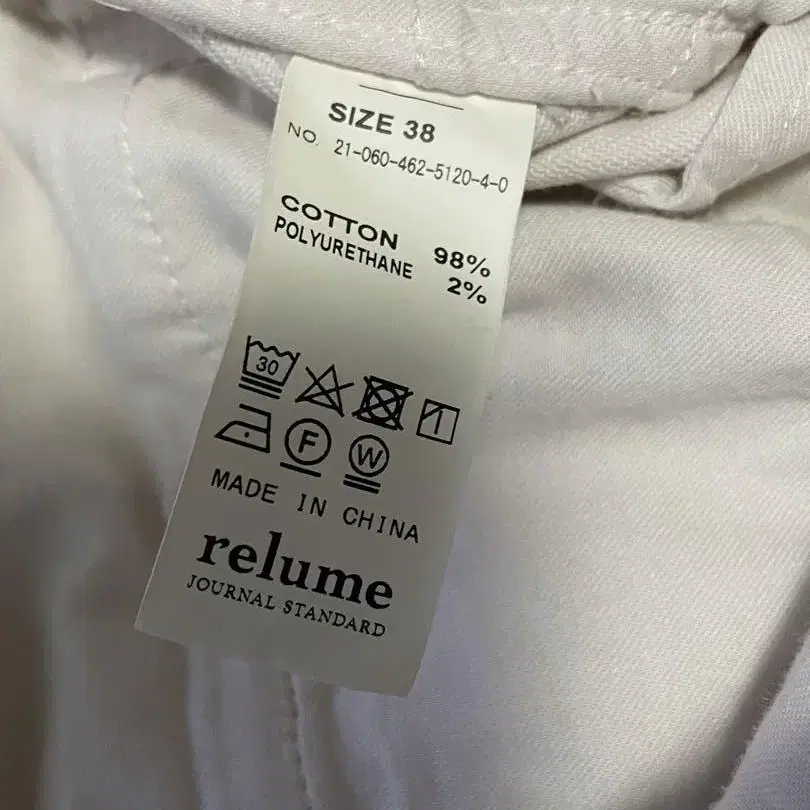 SIZE 38
NO. 21-060-462-5120-4-0
COTTON 98%
POLYURETHANE 2%
30
F W
MADE IN CHINA
relume
JOURNAL STANDARD